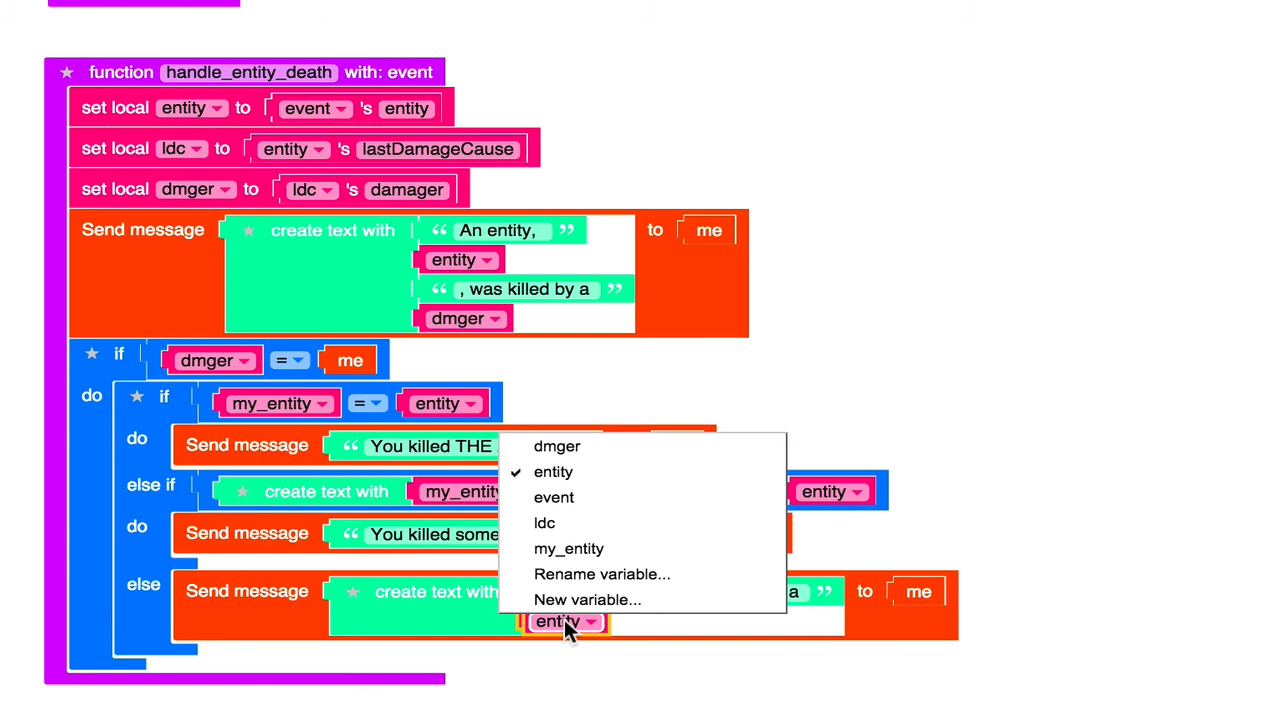 function handle_entity_death with: event
set local entity to event 's entity
set local ldc to entity 's lastDamageCause
set local dmger to ldc 's damager
Send message create text with “ An entity, ” to me
entity
“ , was killed by a ”
dmger
if dmger = me
do if my_entity = entity
do Send message “ You killed THE
else if create text with my_entity entity
do Send message “ You killed some
else Send message create text with a ” to me
entity
dmger
entity
event
ldc
my_entity
Rename variable...
New variable...